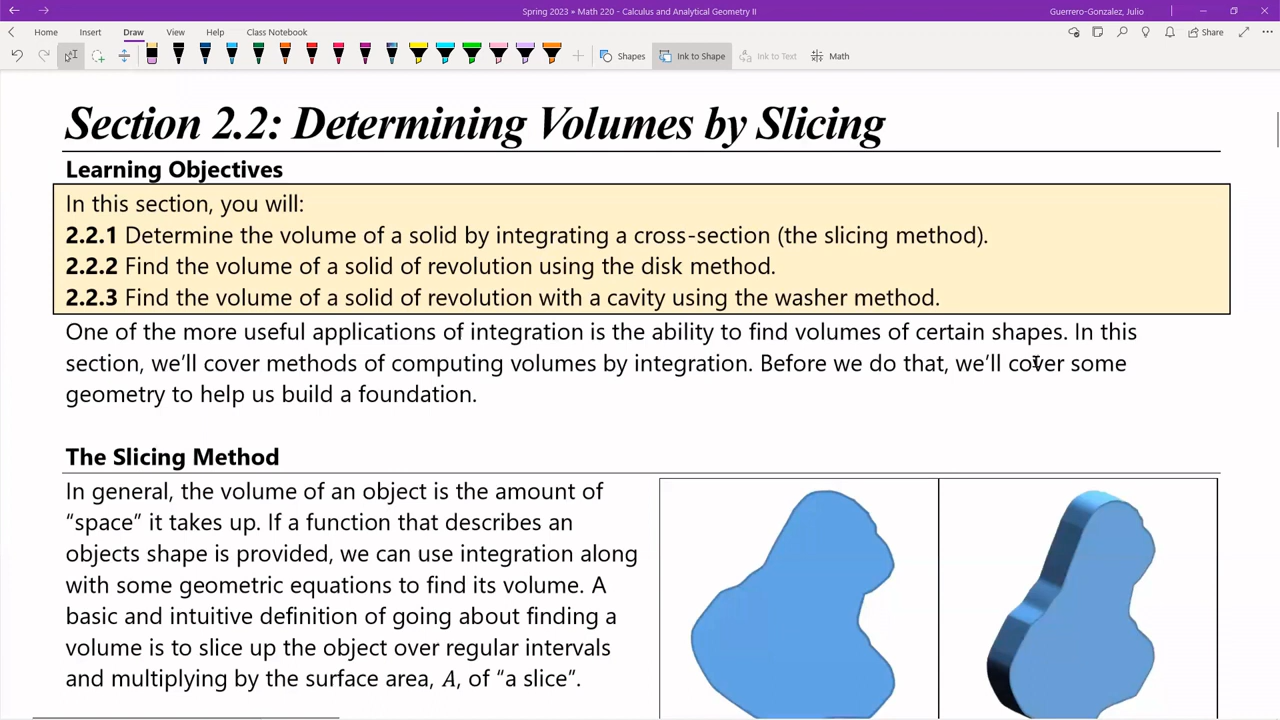 Spring 2023 » Math 220 - Calculus and Analytical Geometry II
Guerrero-Gonzalez, Julio
Home Insert Draw View Help Class Notebook
Share
Shapes Ink to Shape Ink to Text Math
Section 2.2: Determining Volumes by Slicing
Learning Objectives
In this section, you will:
2.2.1 Determine the volume of a solid by integrating a cross-section (the slicing method).
2.2.2 Find the volume of a solid of revolution using the disk method.
2.2.3 Find the volume of a solid of revolution with a cavity using the washer method.
One of the more useful applications of integration is the ability to find volumes of certain shapes. In this
section, we’ll cover methods of computing volumes by integration. Before we do that, we’ll cover some
geometry to help us build a foundation.
The Slicing Method
In general, the volume of an object is the amount of
“space” it takes up. If a function that describes an
objects shape is provided, we can use integration along
with some geometric equations to find its volume. A
basic and intuitive definition of going about finding a
volume is to slice up the object over regular intervals
and multiplying by the surface area, A, of “a slice”.